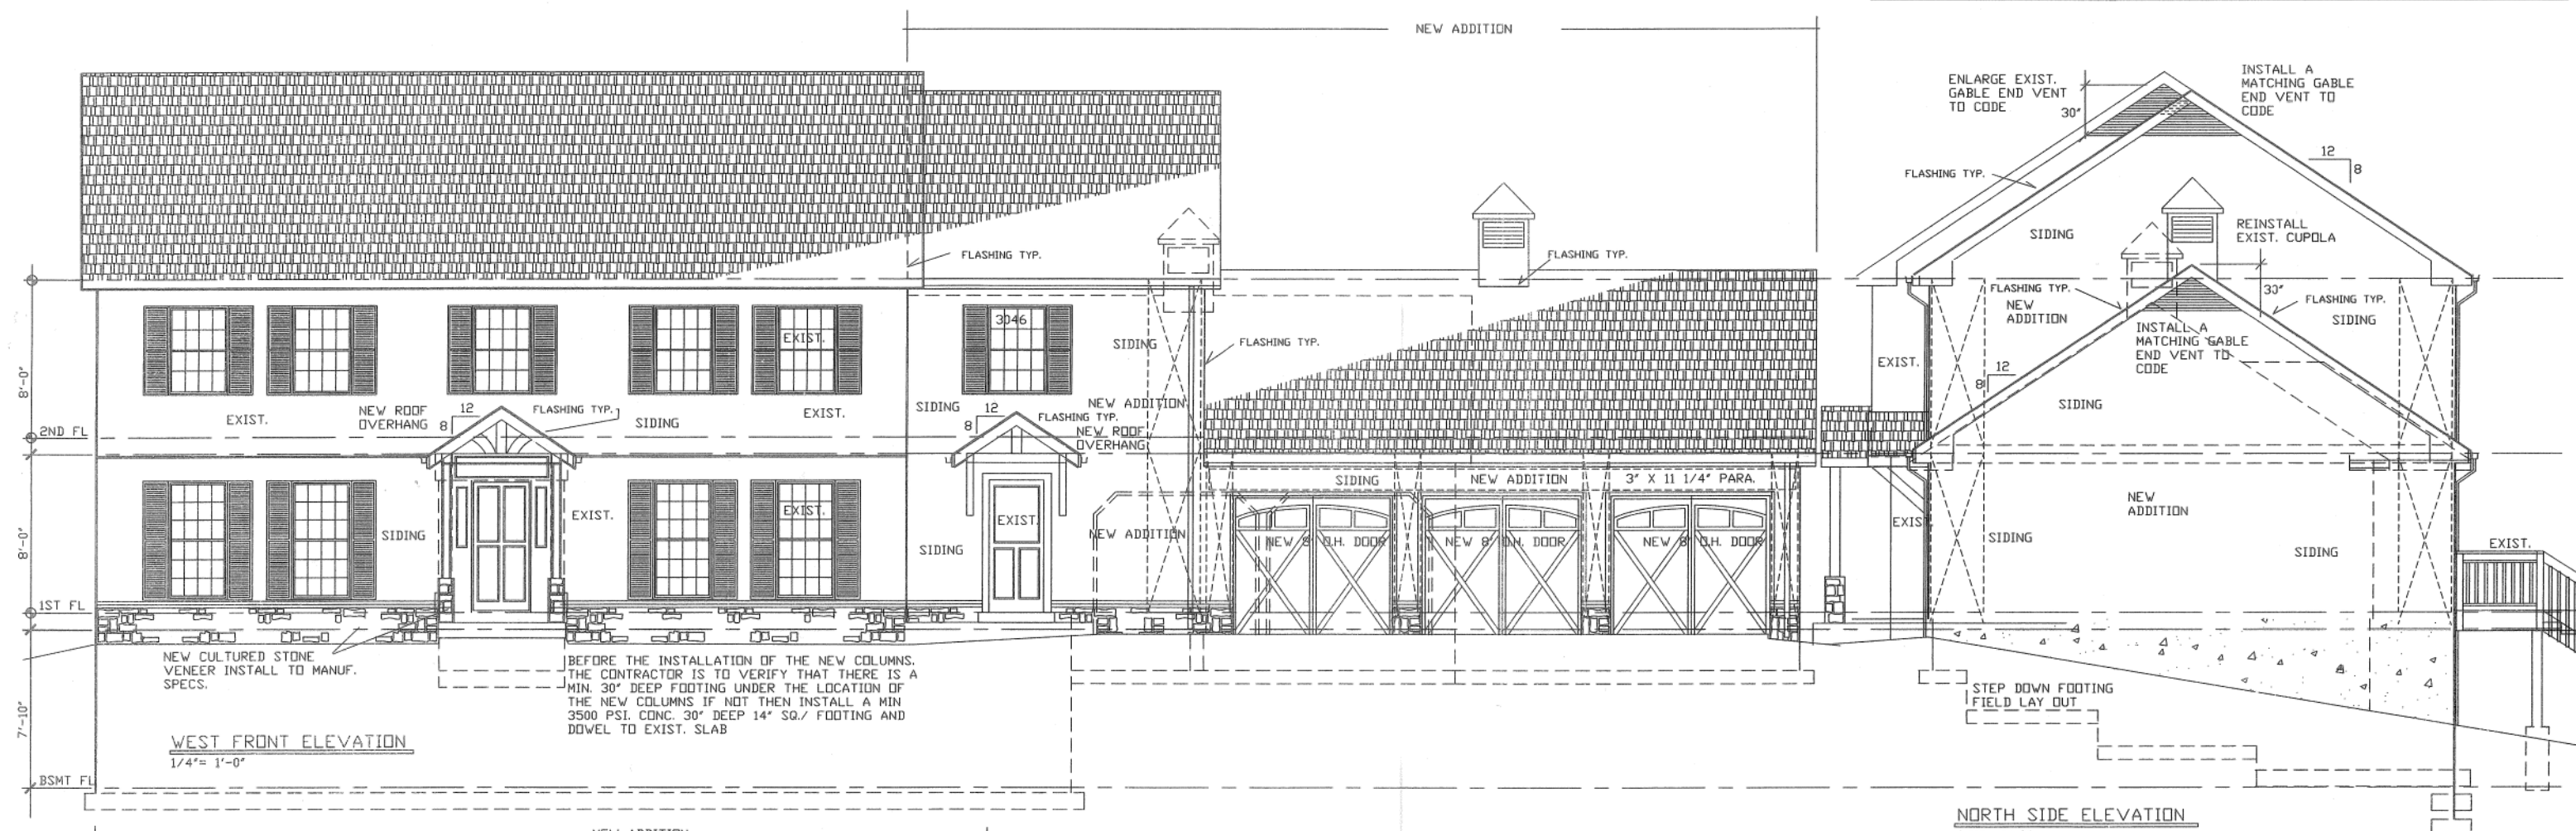 NEW ADDITION
ENLARGE EXIST.
GABLE END VENT
TO CODE
30"
INSTALL A
MATCHING GABLE
END VENT TO
CODE
12
8
FLASHING TYP.
SIDING
REINSTALL
EXIST. CUPOLA
FLASHING TYP.
FLASHING TYP.
FLASHING TYP.
NEW
ADDITION
30"
FLASHING TYP.
SIDING
INSTALL A
MATCHING GABLE
END VENT TO
CODE
3046
EXIST.
SIDING
FLASHING TYP.
EXIST.
12
8
SIDING
8'-0"
EXIST.
NEW ROOF
OVERHANG
12
8
FLASHING TYP.
SIDING
EXIST.
SIDING
12
8
NEW ADDITION
FLASHING TYP.
NEW ROOF
OVERHANG
2ND FL
SIDING
NEW ADDITION
3" X 11 1/4" PARA.
NEW
ADDITION
8'-0"
SIDING
EXIST.
EXIST.
SIDING
EXIST.
NEW ADDITION
NEW 8' O.H. DOOR
NEW 8' O.H. DOOR
NEW 8' O.H. DOOR
EXIST
SIDING
SIDING
EXIST.
1ST FL
NEW CULTURED STONE
VENEER INSTALL TO MANUF.
SPECS.
BEFORE THE INSTALLATION OF THE NEW COLUMNS.
THE CONTRACTOR IS TO VERIFY THAT THERE IS A
MIN. 30" DEEP FOOTING UNDER THE LOCATION OF
THE NEW COLUMNS IF NOT THEN INSTALL A MIN
3500 PSI. CONC. 30" DEEP 14" SQ./ FOOTING AND
DOWEL TO EXIST. SLAB
STEP DOWN FOOTING
FIELD LAY OUT
7'-10"
WEST FRONT ELEVATION
1/4"= 1'-0"
BSMT FL
NORTH SIDE ELEVATION
NEW ADDITION